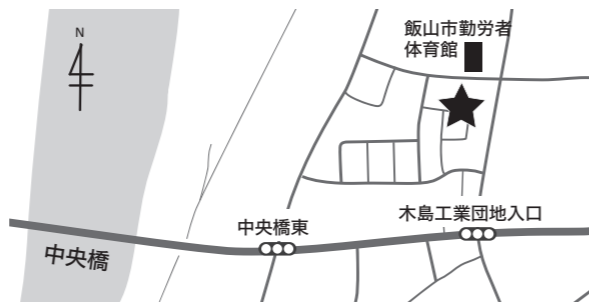 N
飯山市勤労者
体育館
木島工業団地入口
中央橋東
中央橋